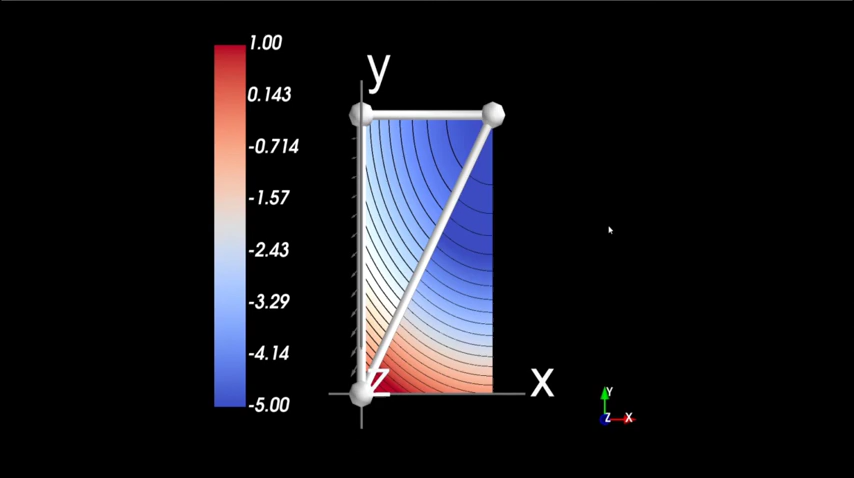 1.00
0.143
-0.714
-1.57
-2.43
-3.29
-4.14
-5.00
y
z
x
Y
Z X